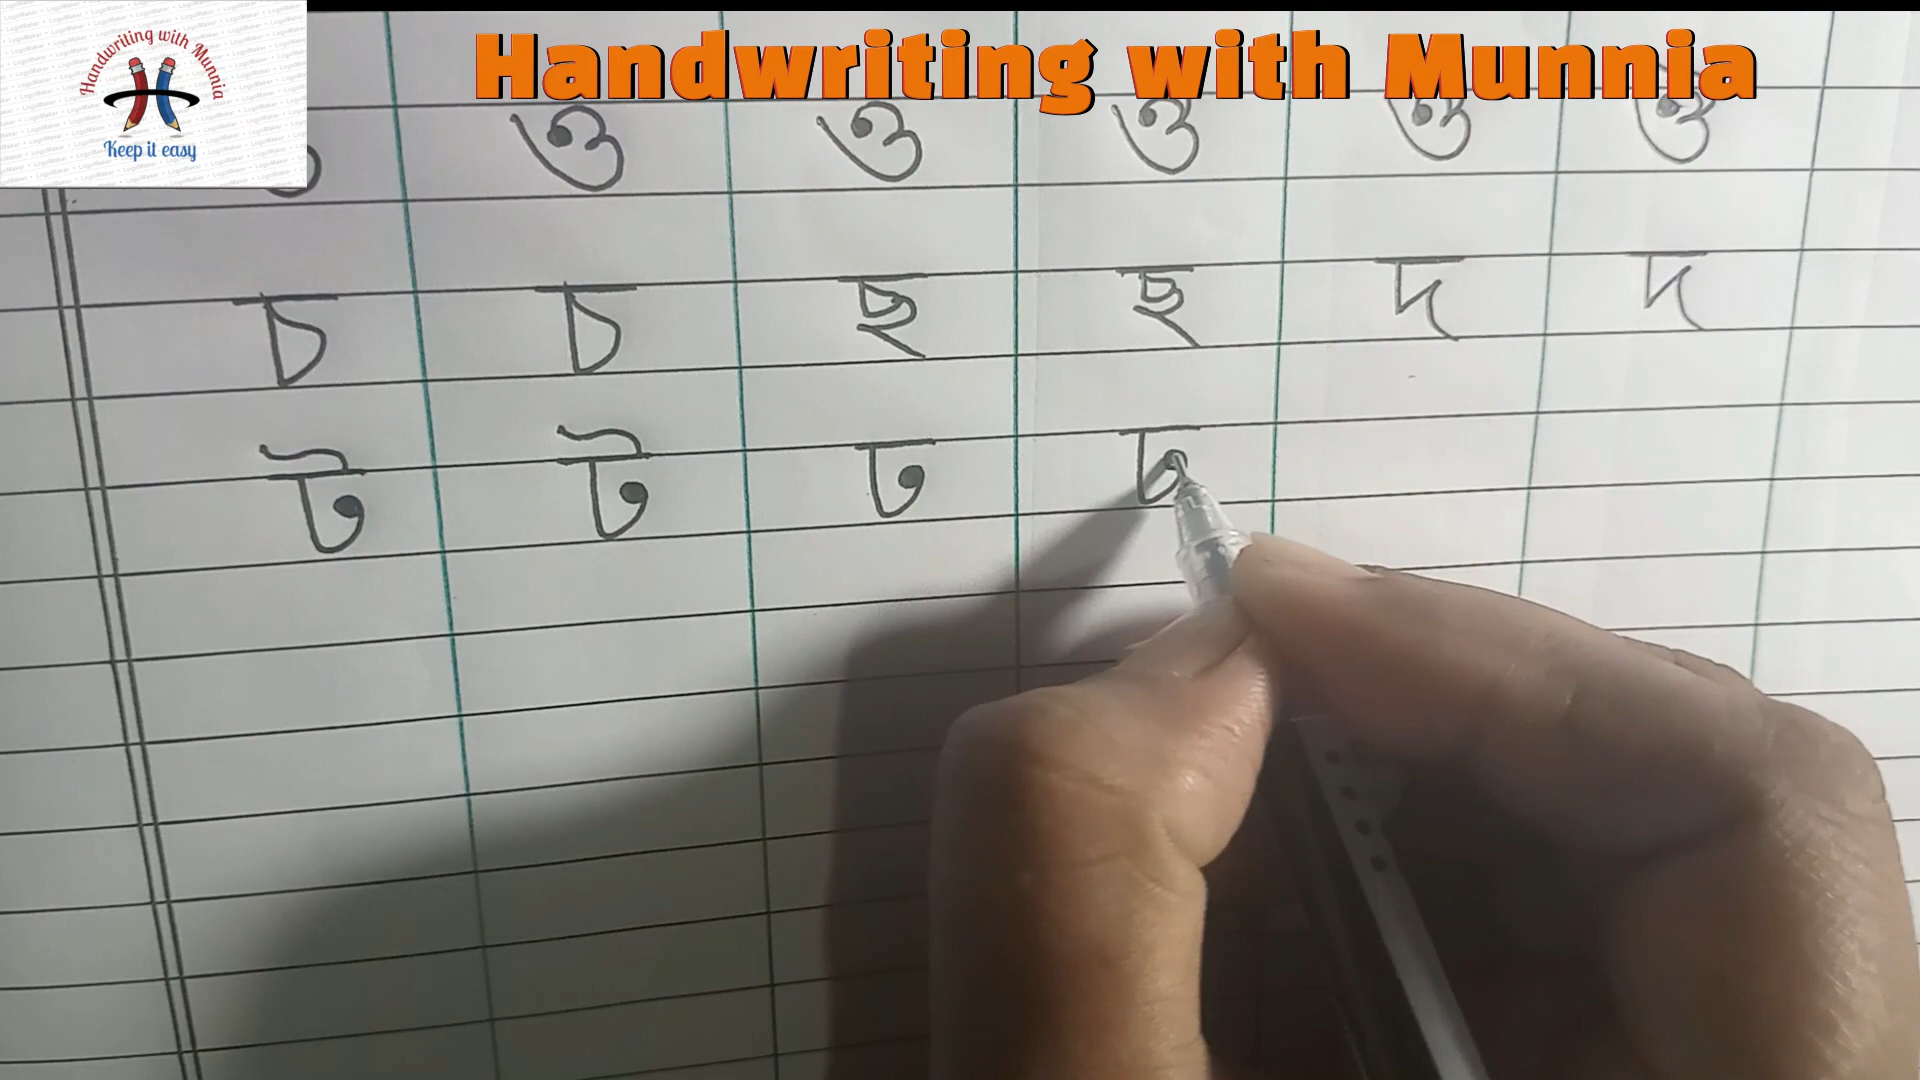 Handwriting with Munnia
Handwriting with Munnia
Keep it easy
ও ও ও ও ও
চ চ ছ ছ দ দ
ট ট ঢ ঢ